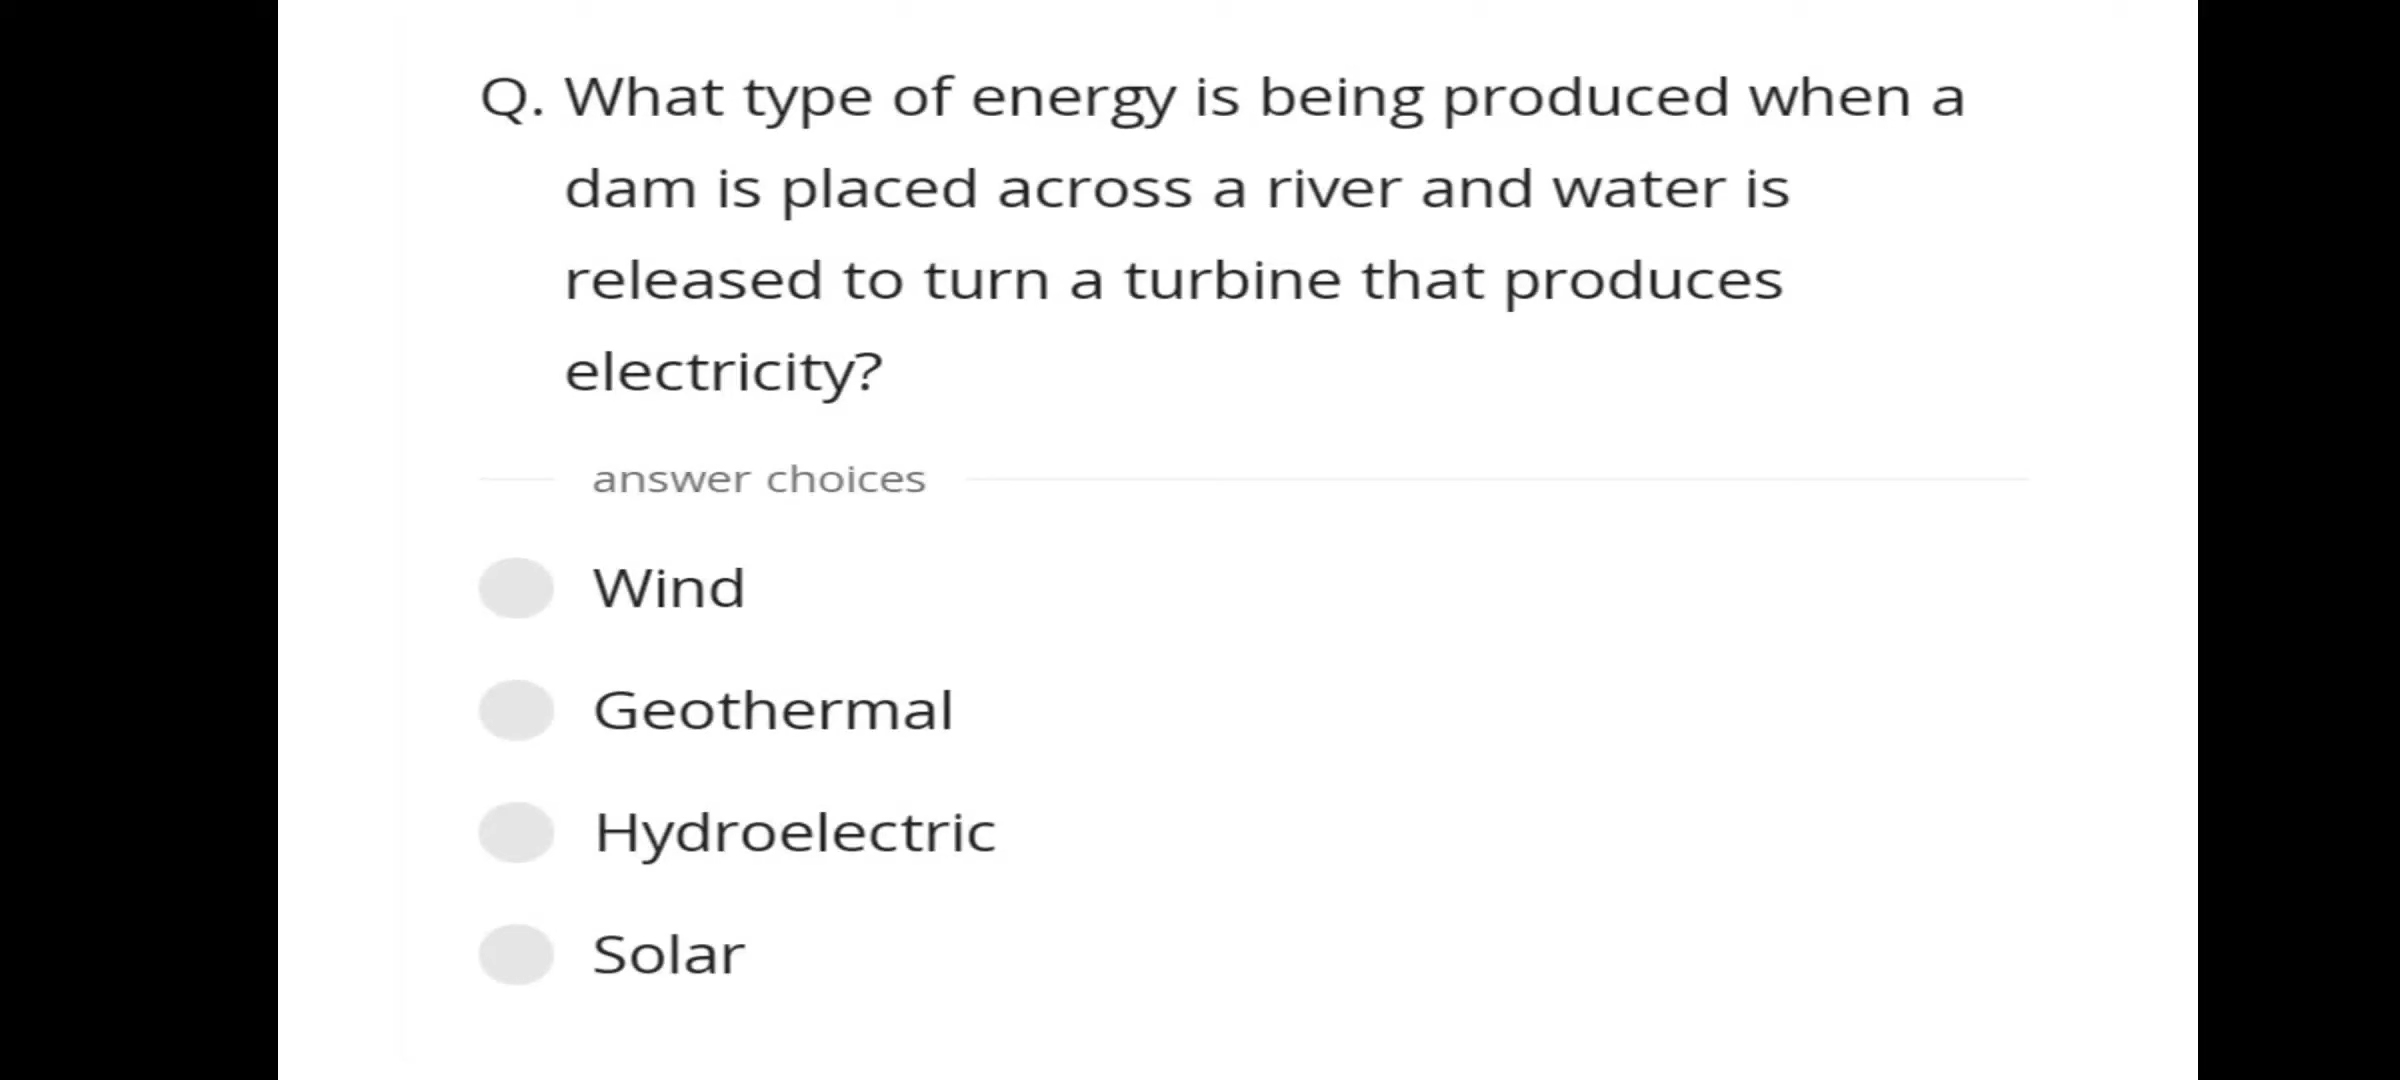 Q. What type of energy is being produced when a
dam is placed across a river and water is
released to turn a turbine that produces
electricity?
answer choices
Wind
Geothermal
Hydroelectric
Solar